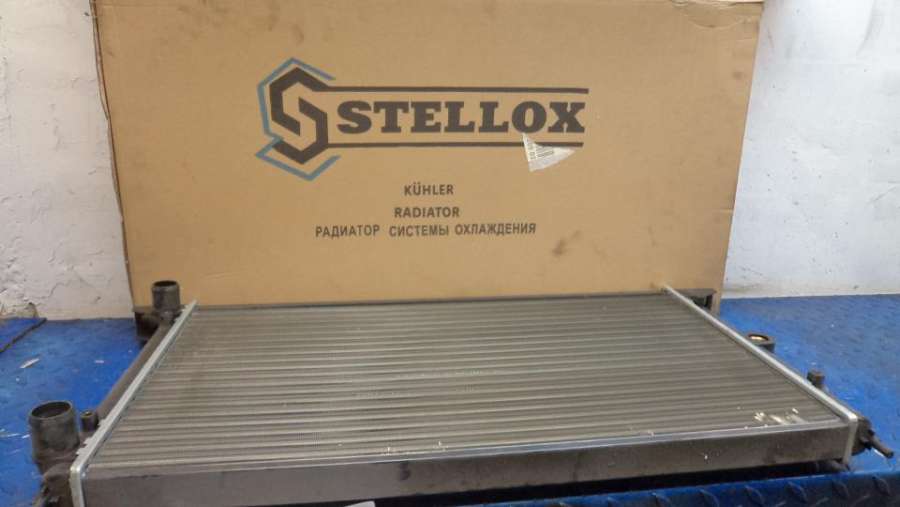 STELLOX
KÜHLER
RADIATOR
РАДИАТОР СИСТЕМЫ ОХЛАЖДЕНИЯ